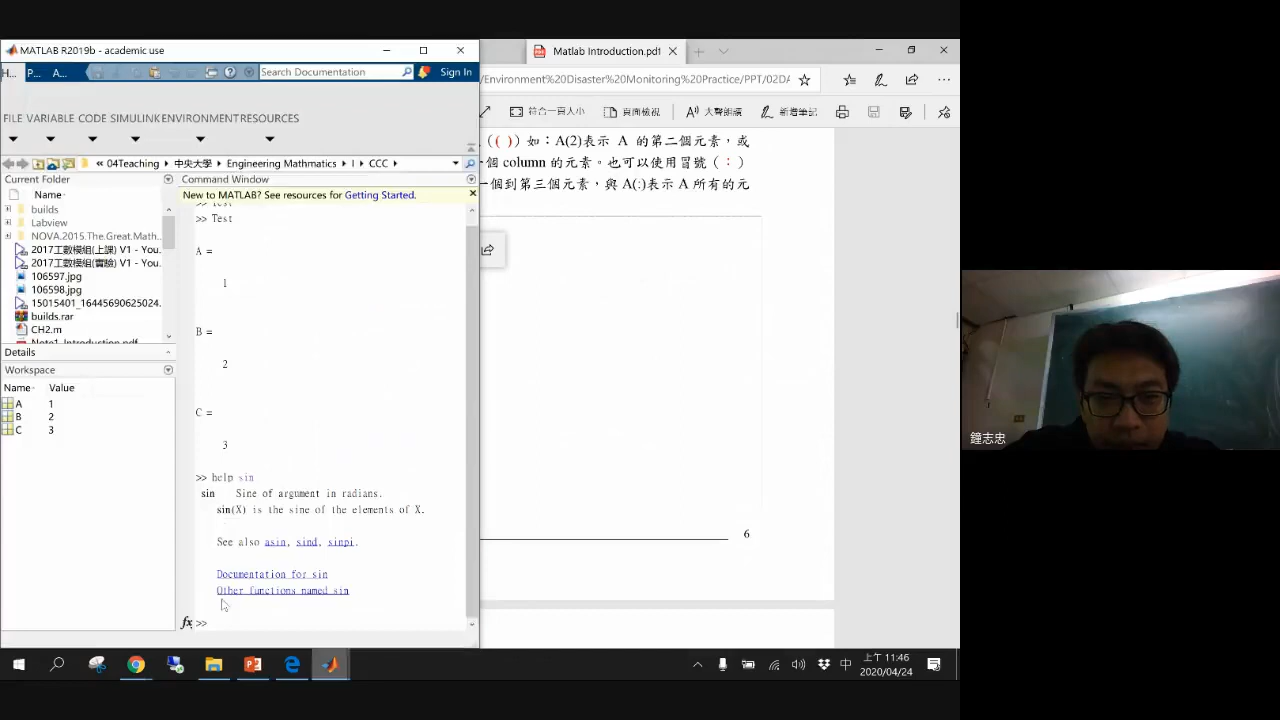 MATLAB R2019b - academic use
H...
P...
A...
Search Documentation
Sign In
FILE VARIABLE CODE SIMULINK ENVIRONMENT RESOURCES
« 04Teaching ▸ 中央大學 ▸ Engineering Mathematics ▸ I ▸ CCC ▸
Current Folder
Name
builds
Labview
NOVA.2015.The.Great.Math...
2017工數模組(上課) V1 - You...
2017工數模組(實驗) V1 - You...
106597.jpg
106598.jpg
15015401_16445690625024...
builds.rar
CH2.m
Note1_Introduction.pdf
Details
Workspace
Name
Value
A 1
B 2
C 3
Command Window
New to MATLAB? See resources for Getting Started.
>> Test
A =
1
B =
2
C =
3
>> help sin
sin Sine of argument in radians.
sin(X) is the sine of the elements of X.
See also asin, sind, sinpi.
Documentation for sin
Other functions named sin
fx >>
Matlab Introduction.pdf
/Environment%20Disaster%20Monitoring%20Practice/PPT/02DA
符合一頁大小
頁面檢視
大聲朗讀
新增筆記
(( )) 如：A(2)表示 A 的第二個元素，或
個 column 的元素。也可以使用冒號（：）
一個到第三個元素，與 A(:)表示 A 所有的元
6
鐘志忠
中
上午 11:46
2020/04/24